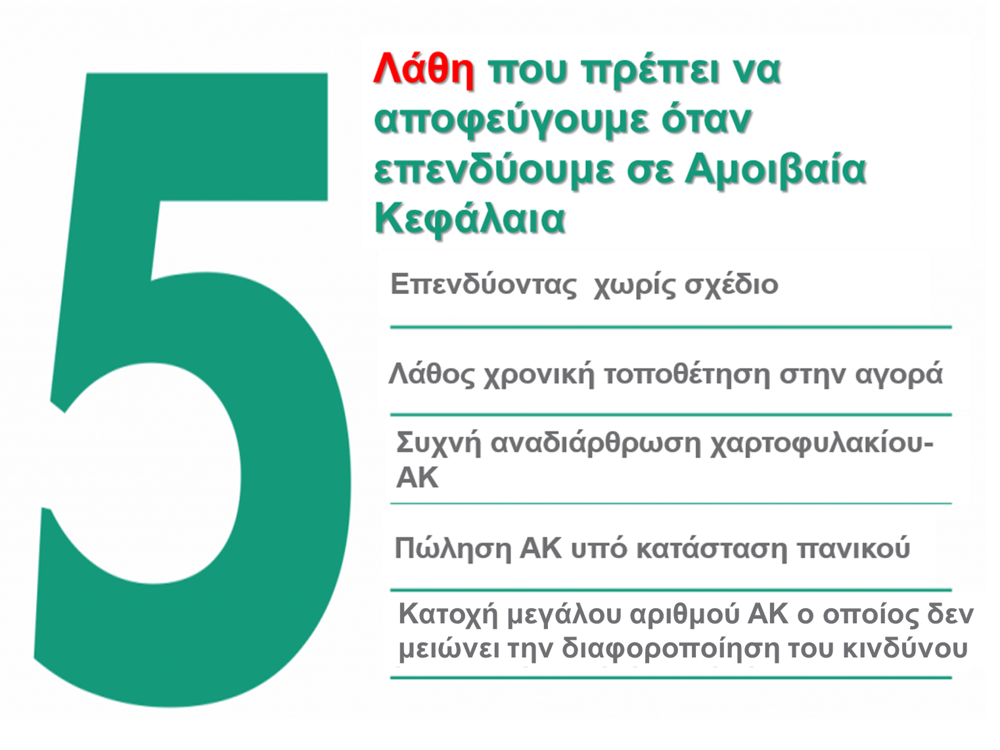 5
Λάθη που πρέπει να
αποφεύγουμε όταν
επενδύουμε σε Αμοιβαία
Κεφάλαια
Επενδύοντας  χωρίς σχέδιο
Λάθος χρονική τοποθέτηση στην αγορά
Συχνή αναδιάρθρωση χαρτοφυλακίου-
ΑΚ
Πώληση ΑΚ υπό κατάσταση πανικού
Κατοχή μεγάλου αριθμού ΑΚ ο οποίος δεν
μειώνει την διαφοροποίηση του κινδύνου